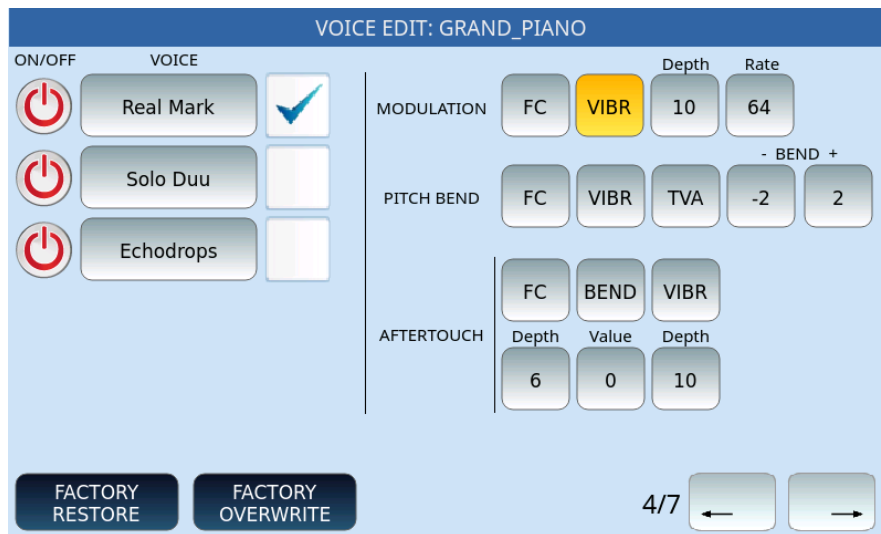 VOICE EDIT: GRAND_PIANO
ON/OFF VOICE
Real Mark
Solo Duu
Echodrops
Depth Rate
MODULATION FC VIBR 10 64
- BEND +
PITCH BEND FC VIBR TVA -2 2
FC BEND VIBR
AFTERTOUCH Depth Value Depth
6 0 10
FACTORY
RESTORE
FACTORY
OVERWRITE
4/7